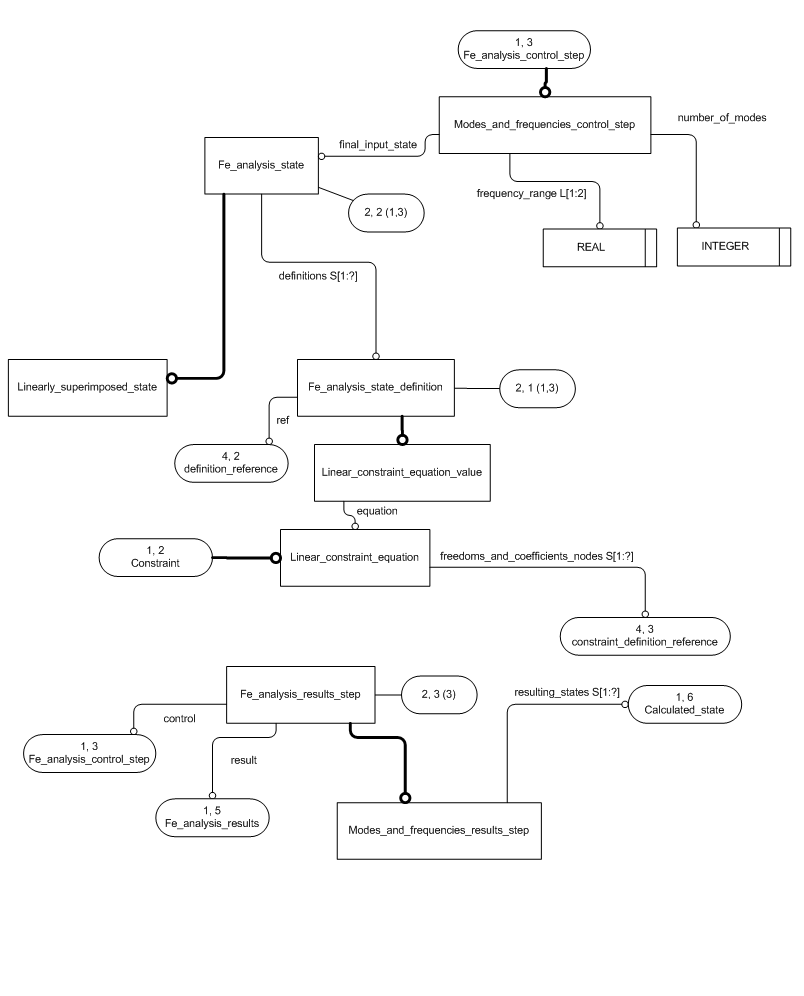 1, 3
Fe_analysis_control_step
Modes_and_frequencies_control_step
number_of_modes
final_input_state
Fe_analysis_state
frequency_range L[1:2]
2, 2 (1,3)
REAL
INTEGER
definitions S[1:?]
Linearly_superimposed_state
Fe_analysis_state_definition
2, 1 (1,3)
ref
4, 2
definition_reference
Linear_constraint_equation_value
equation
1, 2
Constraint
Linear_constraint_equation
freedoms_and_coefficients_nodes S[1:?]
4, 3
constraint_definition_reference
Fe_analysis_results_step
2, 3 (3)
resulting_states S[1:?]
1, 6
Calculated_state
control
1, 3
Fe_analysis_control_step
result
1, 5
Fe_analysis_results
Modes_and_frequencies_results_step